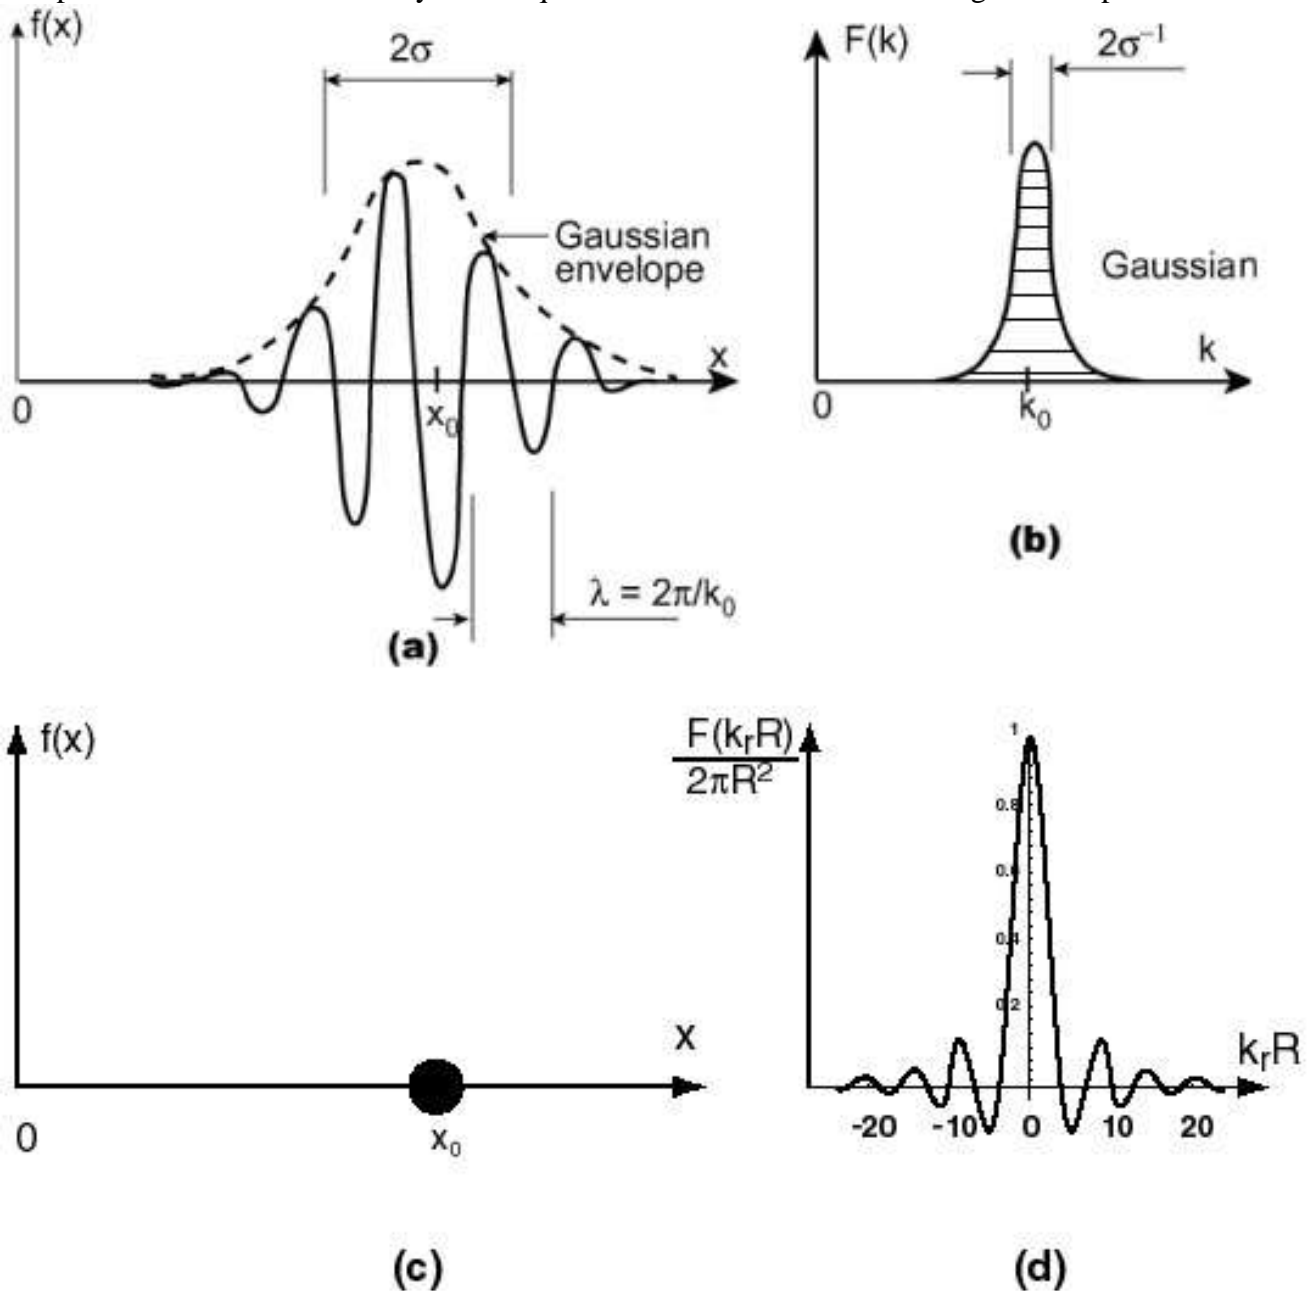 f(x)
2σ
Gaussian
envelope
x
0
x₀
λ = 2π/k₀
(a)
F(k)
2σ⁻¹
Gaussian
k
0
k₀
(b)
f(x)
x
0
x₀
(c)
F(kᵣR)
2πR²
1
0.8
0.6
0.4
0.2
kᵣR
-20 -10 0 10 20
(d)